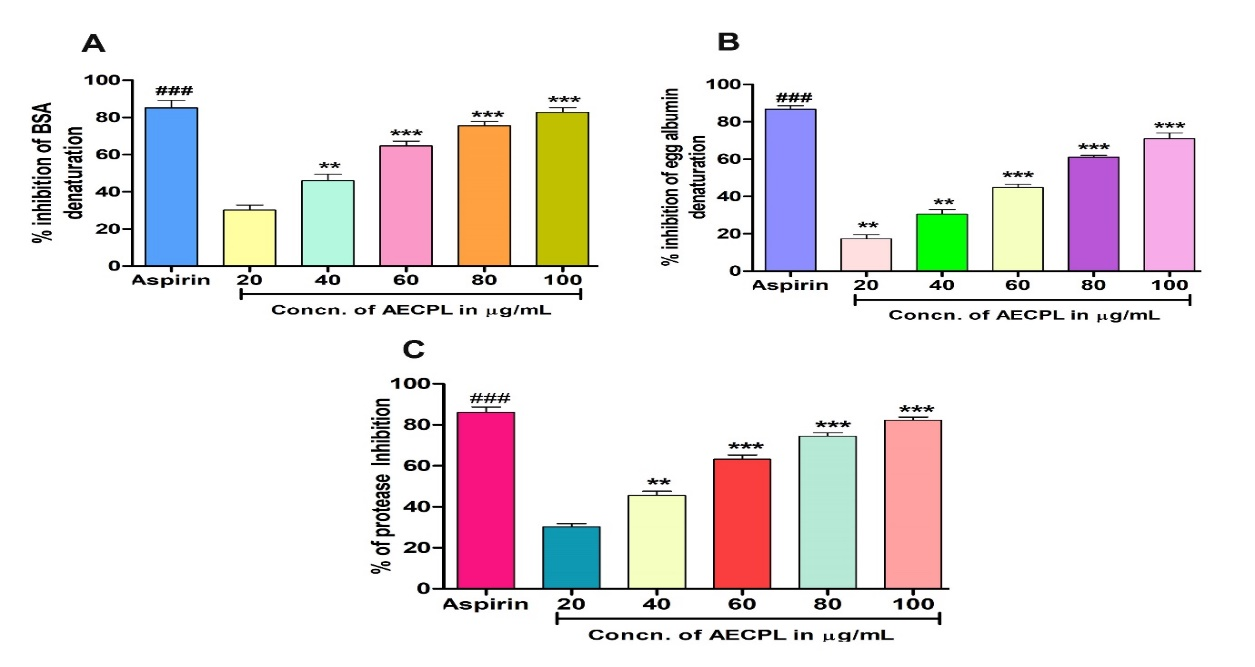 A
% inhibition of BSA
denaturation
100
80
60
40
20
0
###
**
***
***
***
Aspirin 20 40 60 80 100
Concn. of AECPL in μg/mL
B
% inhibition of egg albumin
denaturation
100
80
60
40
20
0
###
**
**
***
***
***
Aspirin 20 40 60 80 100
Concn. of AECPL in μg/mL
C
% of protease Inhibition
100
80
60
40
20
0
###
**
***
***
***
Aspirin 20 40 60 80 100
Concn. of AECPL in μg/mL